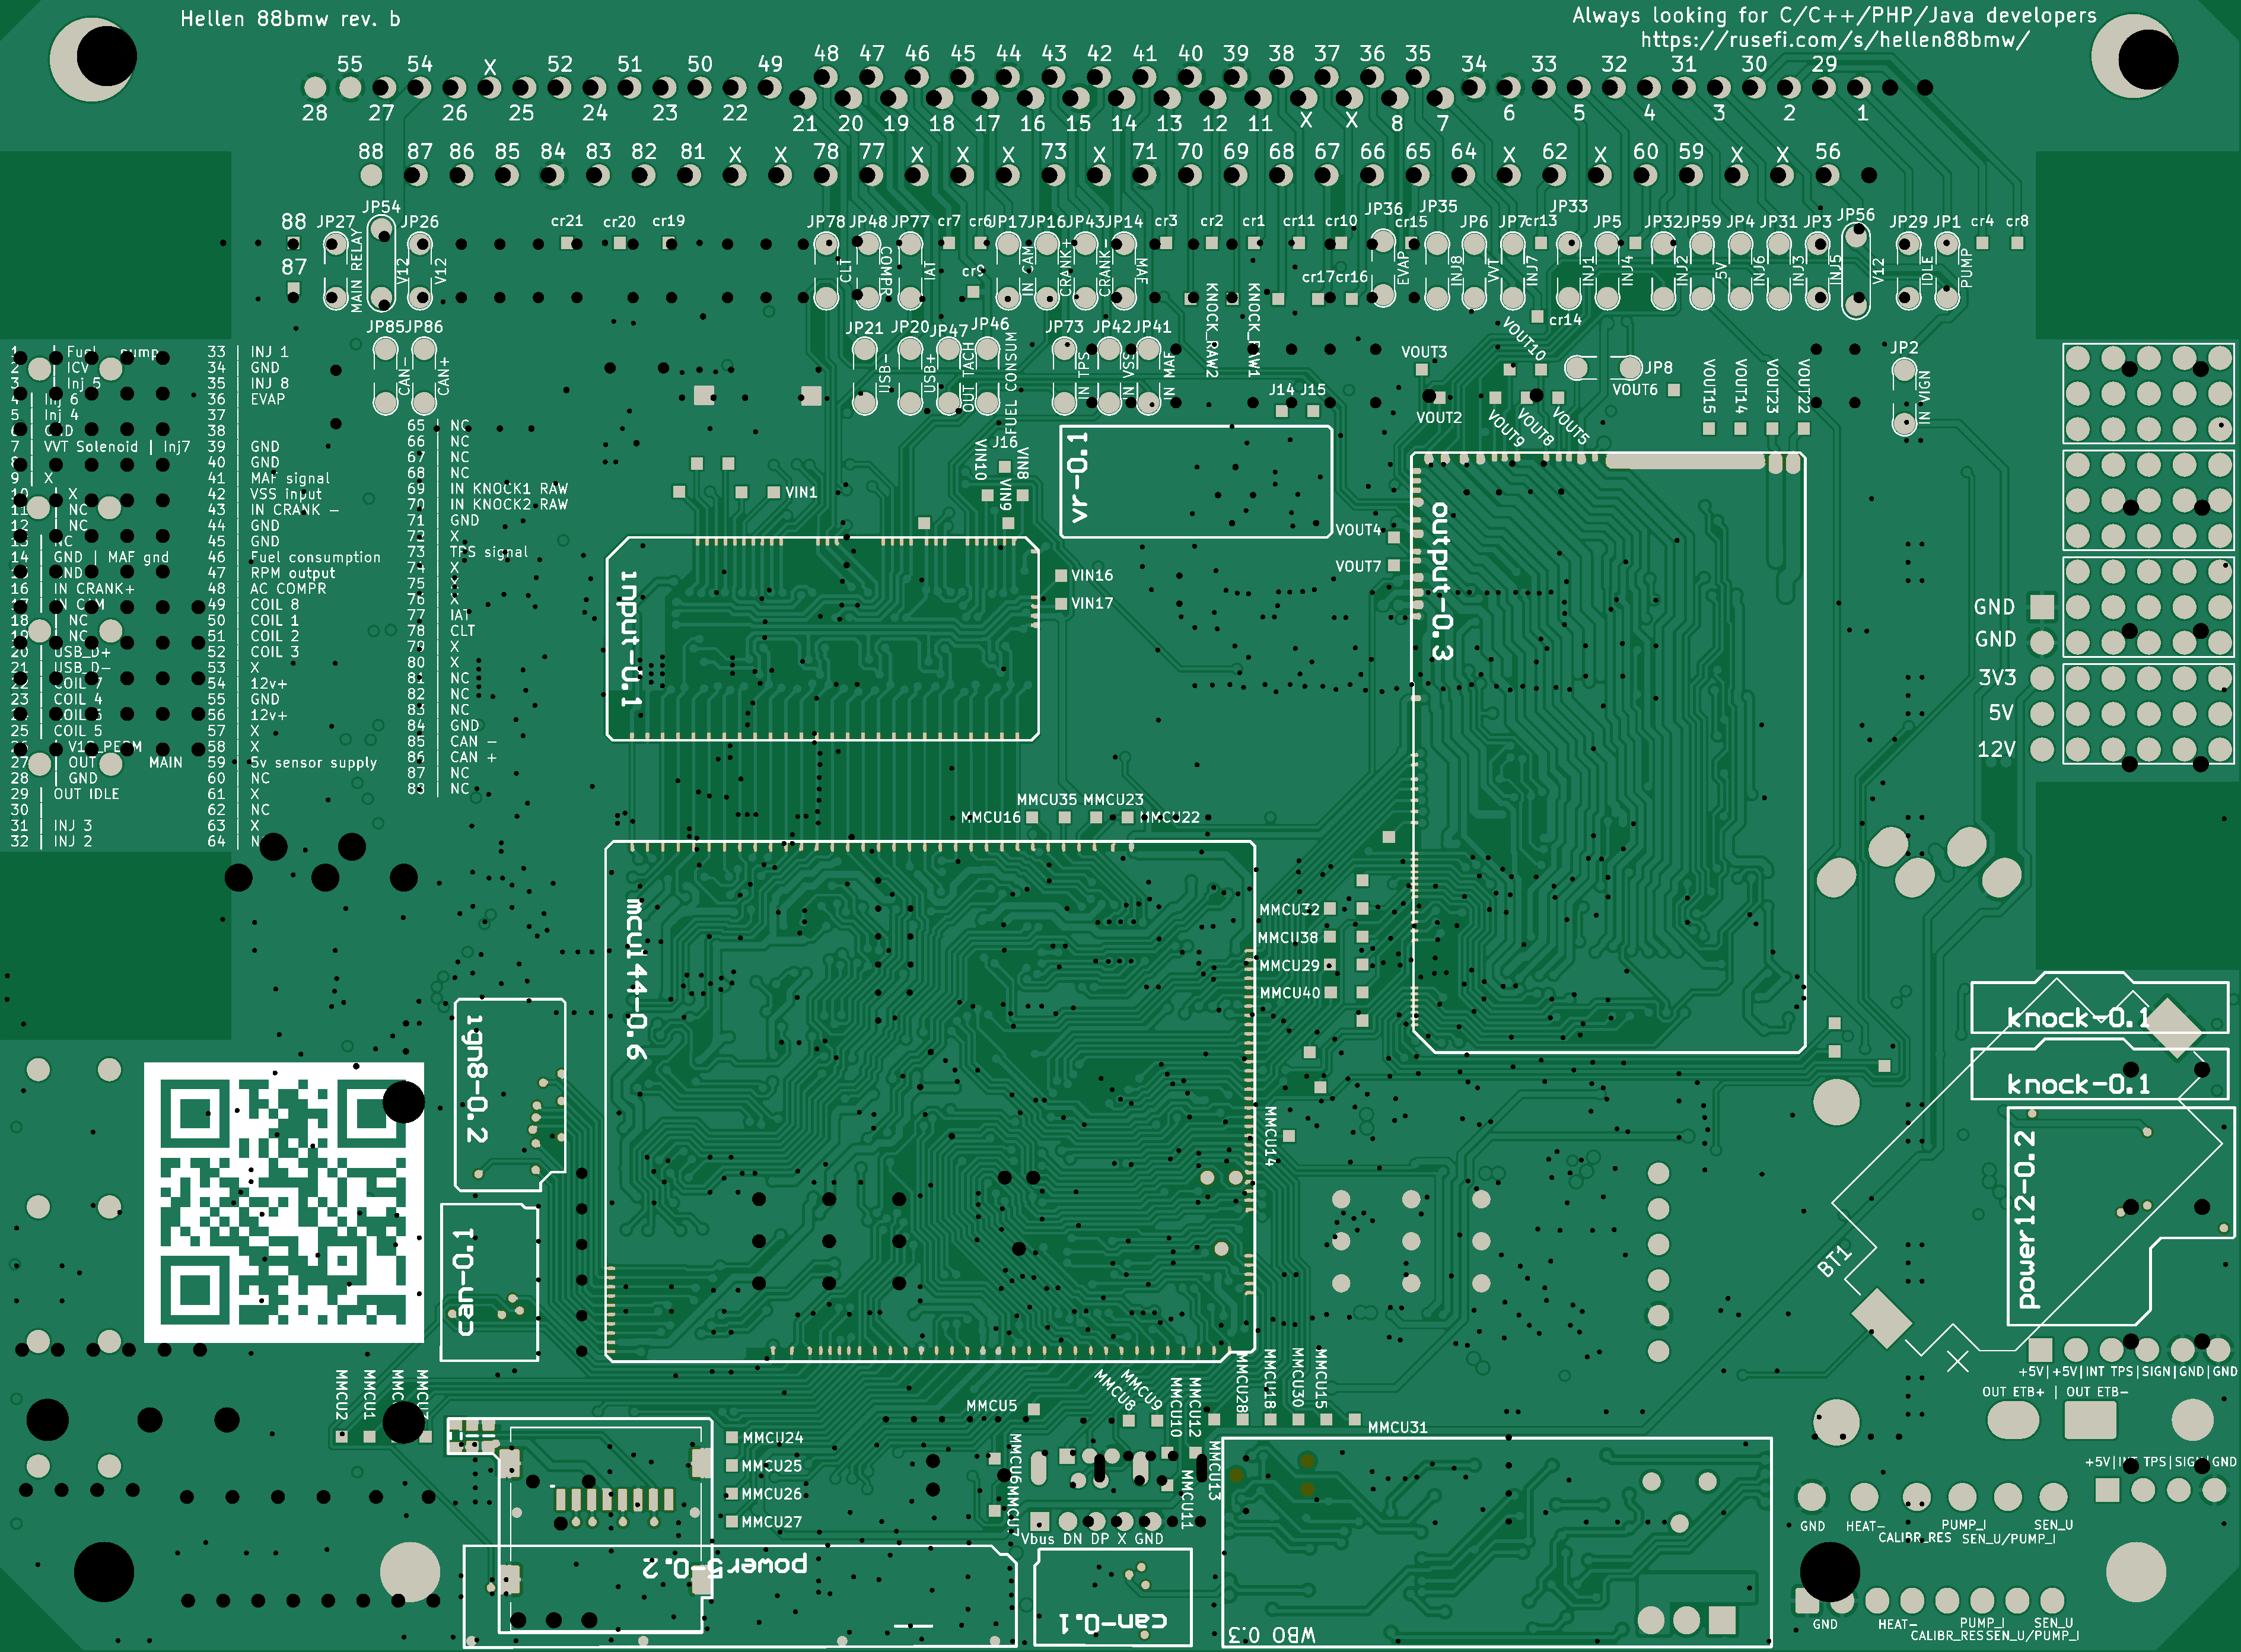 Hellen 88bmw rev. b
Always looking for C/C++/PHP/Java developers
https://rusefi.com/s/hellen88bmw/
55 54 X 52 51 50 49 48 47 46 45 44 43 42 41 40 39 38 37 36 35 34 33 32 31 30 29
28 27 26 25 24 23 22 21 20 19 18 17 16 15 14 13 12 11 X X 8 7 6 5 4 3 2 1
88 87 86 85 84 83 82 81 X X 78 77 X X X 73 X 71 70 69 68 67 66 65 64 X 62 X 60 59 X X 56
88 JP27 JP54 JP26 cr21 cr20 cr19 JP78 JP48 JP77 cr7 cr6 JP17 JP16 JP43 JP14 cr3 cr2 cr1 cr11 cr10 JP36 cr15 JP35 JP6 JP7 cr13 JP33 JP5 JP32 JP59 JP4 JP31 JP3 JP56 JP29 JP1 cr4 cr8
87 MAIN RELAY V12 V12 CLT COMPR IAT cr9 IN CAM CRANK+ CRANK- MAF cr17 cr16 EVAP INJ8 VVT INJ7 INJ1 INJ4 INJ2 5V INJ6 INJ3 INJ5 V12 IDLE PUMP
JP85 JP86 JP21 JP20 JP47 JP46 JP73 JP42 JP41 KNOCK_RAW2 KNOCK_RAW1 VOUT10 cr14
CAN- CAN+ USB- USB+ OUT TACH FUEL CONSUM IN TPS IN VSS IN MAF J14 J15 VOUT3 JP8 JP2
VOUT2 VOUT9 VOUT8 VOUT5 VOUT6 VOUT15 VOUT14 VOUT23 VOUT22 IN VIGN
1 | Fuel pump
2 | ICV
3 | Inj 5
4 | Inj 6
5 | Inj 4
6 | GND
7 | VVT Solenoid | Inj7
9 | X
10 | X
11 | NC
12 | NC
13 | NC
14 | GND | MAF gnd
16 | IN CRANK+
17 | IN CAM
18 | NC
19 | NC
20 | USB_D+
21 | USB_D-
22 | COIL 7
23 | COIL 4
25 | COIL 5
27 | OUT MAIN
28 | GND
29 | OUT IDLE
30 |
31 | INJ 3
32 | INJ 2
33 | INJ 1
34 | GND
35 | INJ 8
36 | EVAP
37 |
38 |
39 | GND
40 | GND
41 | MAF signal
42 | VSS input
43 | IN CRANK -
44 | GND
45 | GND
46 | Fuel consumption
47 | RPM output
48 | AC COMPR
49 | COIL 8
50 | COIL 1
51 | COIL 2
52 | COIL 3
53 | X
54 | 12v+
55 | GND
56 | 12v+
57 | X
58 | X
59 | 5v sensor supply
60 | NC
61 | X
62 | NC
63 | X
64 |
65 | NC
66 | NC
67 | NC
68 | NC
69 | IN KNOCK1 RAW
70 | IN KNOCK2 RAW
71 | GND
72 | X
73 | TPS signal
74 | X
75 | X
76 | X
77 | IAT
78 | CLT
79 | X
80 | X
81 | NC
82 | NC
83 | NC
84 | GND
85 | CAN -
86 | CAN +
87 | NC
88 | NC
VIN1
J16
VIN10 VIN9 VIN8
vr-0.1
VOUT4
VOUT7
VIN16
VIN17
input-0.1
output-0.3
GND
GND
3V3
5V
12V
MMCU35 MMCU23
MMCU16 MMCU22
mcu144-0.6
MMCU32
MMCU38
MMCU29
MMCU40
MMCU14
ign8-0.2
can-0.1
knock-0.1
knock-0.1
power12-0.2
BT1
+5V|+5V|INT TPS|SIGN|GND|GND
OUT ETB+ | OUT ETB-
MMCU2 MMCU1
MMCU5 MMCU8 MMCU9 MMCU10 MMCU12 MMCU28 MMCU18 MMCU30 MMCU15
MMCU31
MMCU24
MMCU25
MMCU26
MMCU27
MMCU6 MMCU7 MMCU11 MMCU13
+5V|INT TPS|SIGN|GND
Vbus DN DP X GND
GND HEAT- CALIBR_RES PUMP_I SEN_U/PUMP_I SEN_U
power5-0.2
can-0.1
WBO 0.3
GND HEAT- CALIBR_RES PUMP_I SEN_U/PUMP_I SEN_U